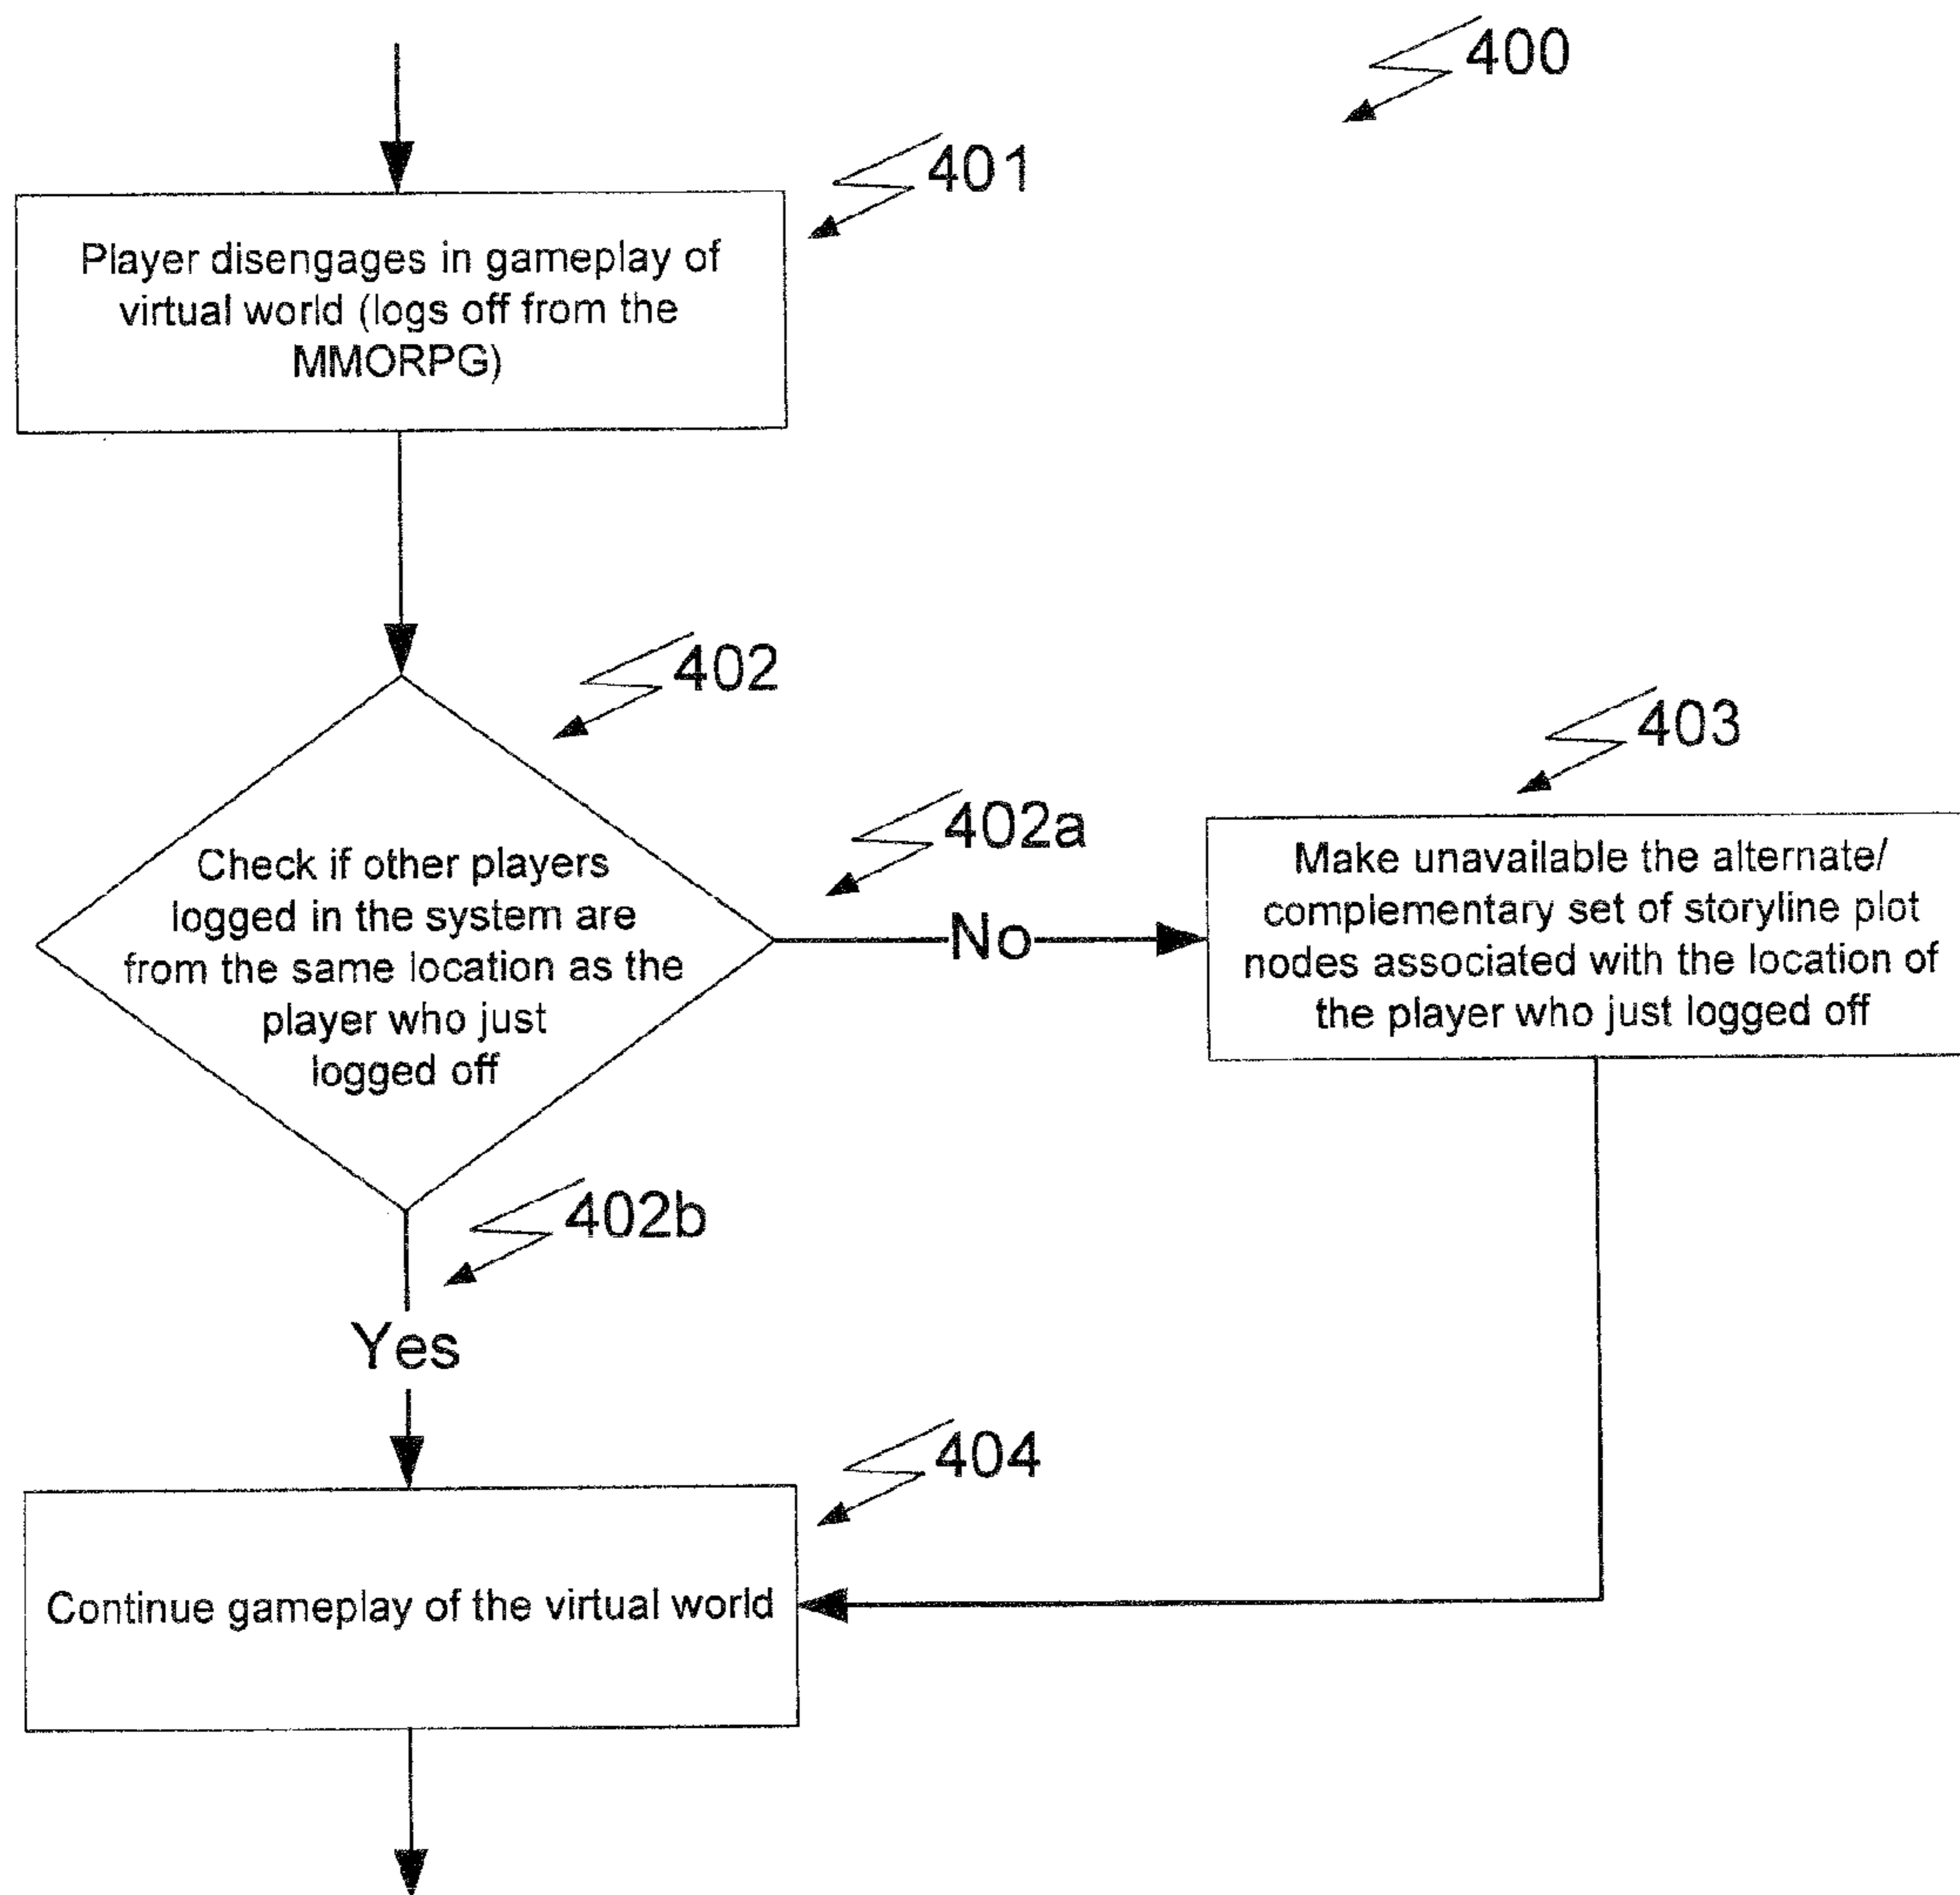 400
401
Player disengages in gameplay of
virtual world (logs off from the
MMORPG)
402
Check if other players
logged in the system are
from the same location as the
player who just
logged off
402a
No
403
Make unavailable the alternate/
complementary set of storyline plot
nodes associated with the location of
the player who just logged off
402b
Yes
404
Continue gameplay of the virtual world